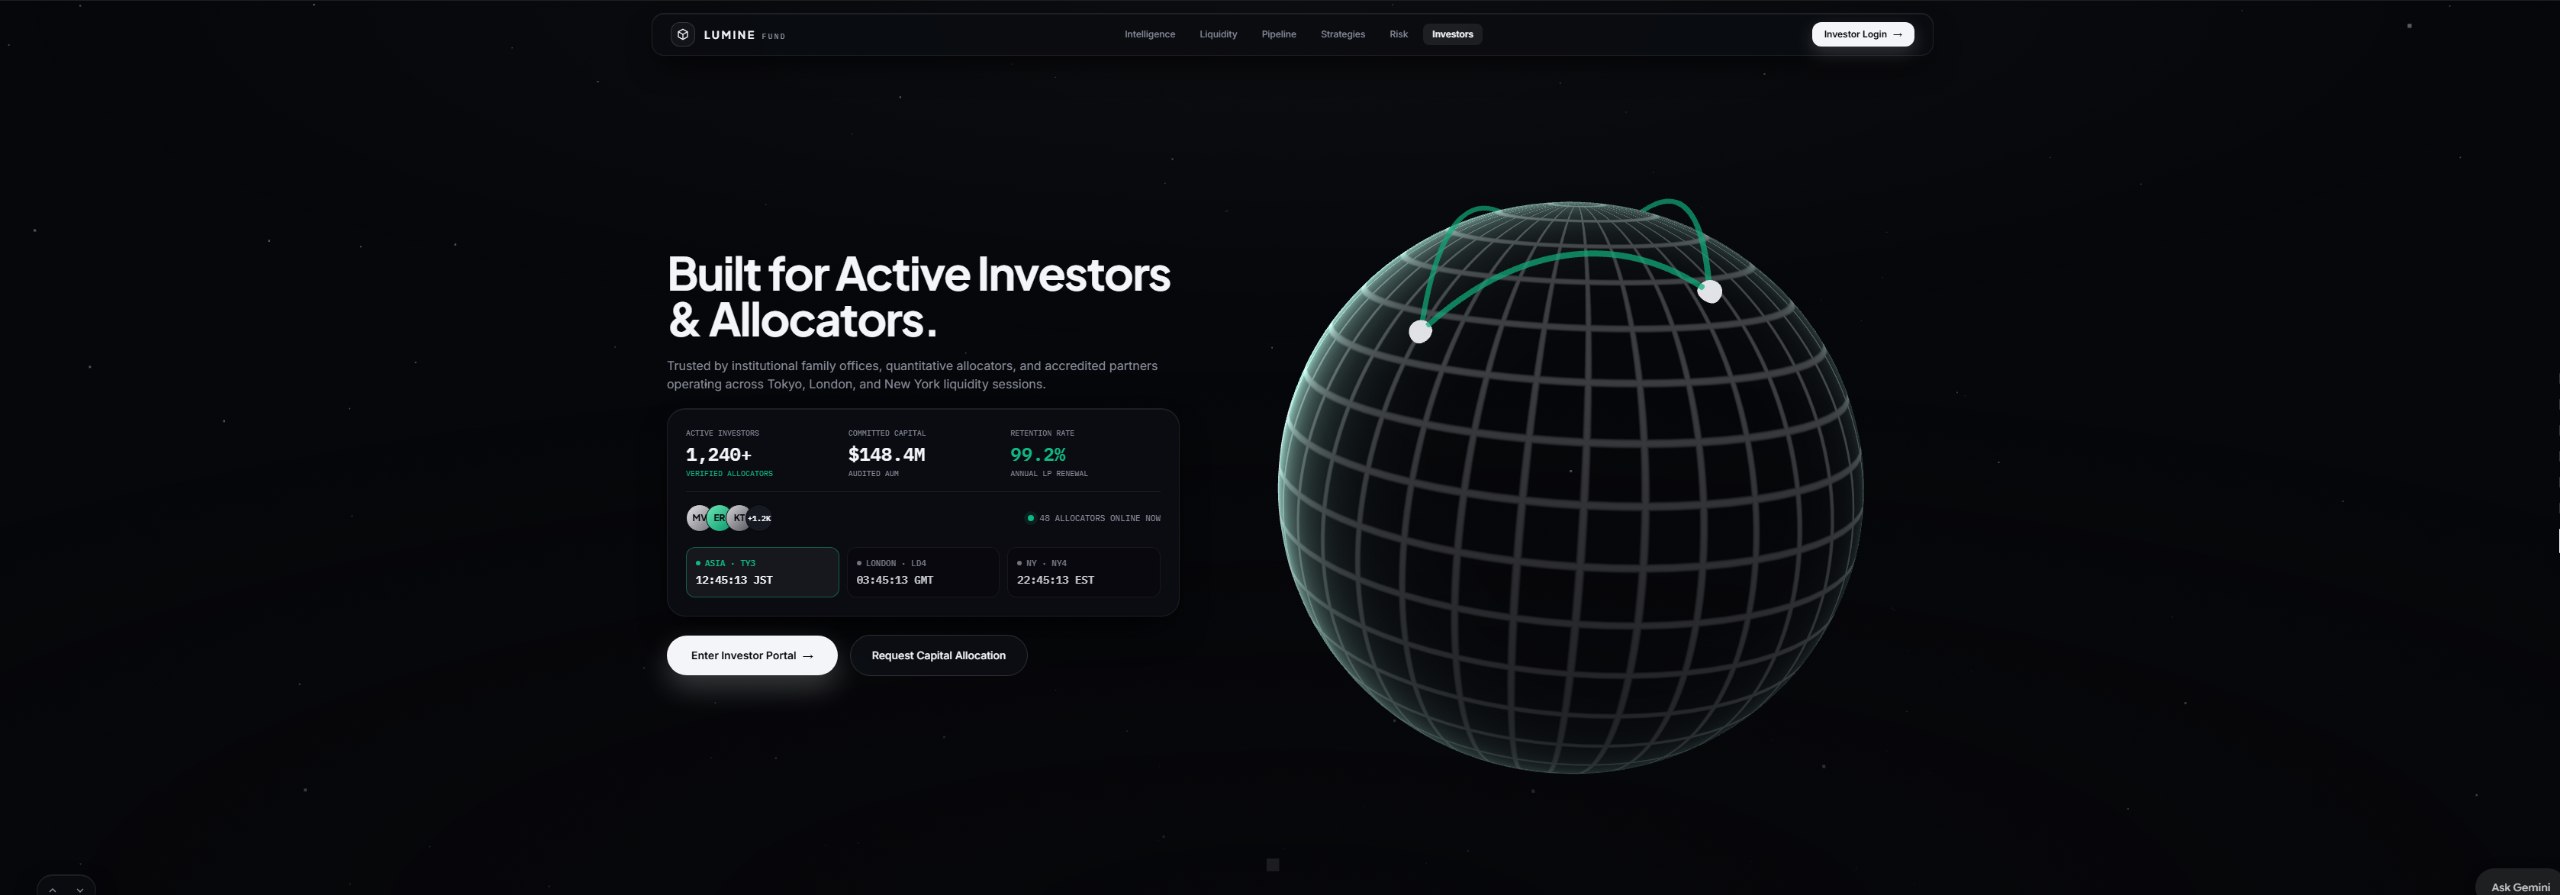 LUMINE FUND
Intelligence
Liquidity
Pipeline
Strategies
Risk
Investors
Investor Login →
Built for Active Investors
& Allocators.
Trusted by institutional family offices, quantitative allocators, and accredited partners
operating across Tokyo, London, and New York liquidity sessions.
ACTIVE INVESTORS
1,240+
VERIFIED ALLOCATORS
COMMITTED CAPITAL
$148.4M
AUDITED AUM
RETENTION RATE
99.2%
ANNUAL LP RENEWAL
MV
ER
KT
+1.2K
48 ALLOCATORS ONLINE NOW
ASIA · TY3
12:45:13 JST
LONDON · LD4
03:45:13 GMT
NY · NY4
22:45:13 EST
Enter Investor Portal →
Request Capital Allocation
Ask Gemini